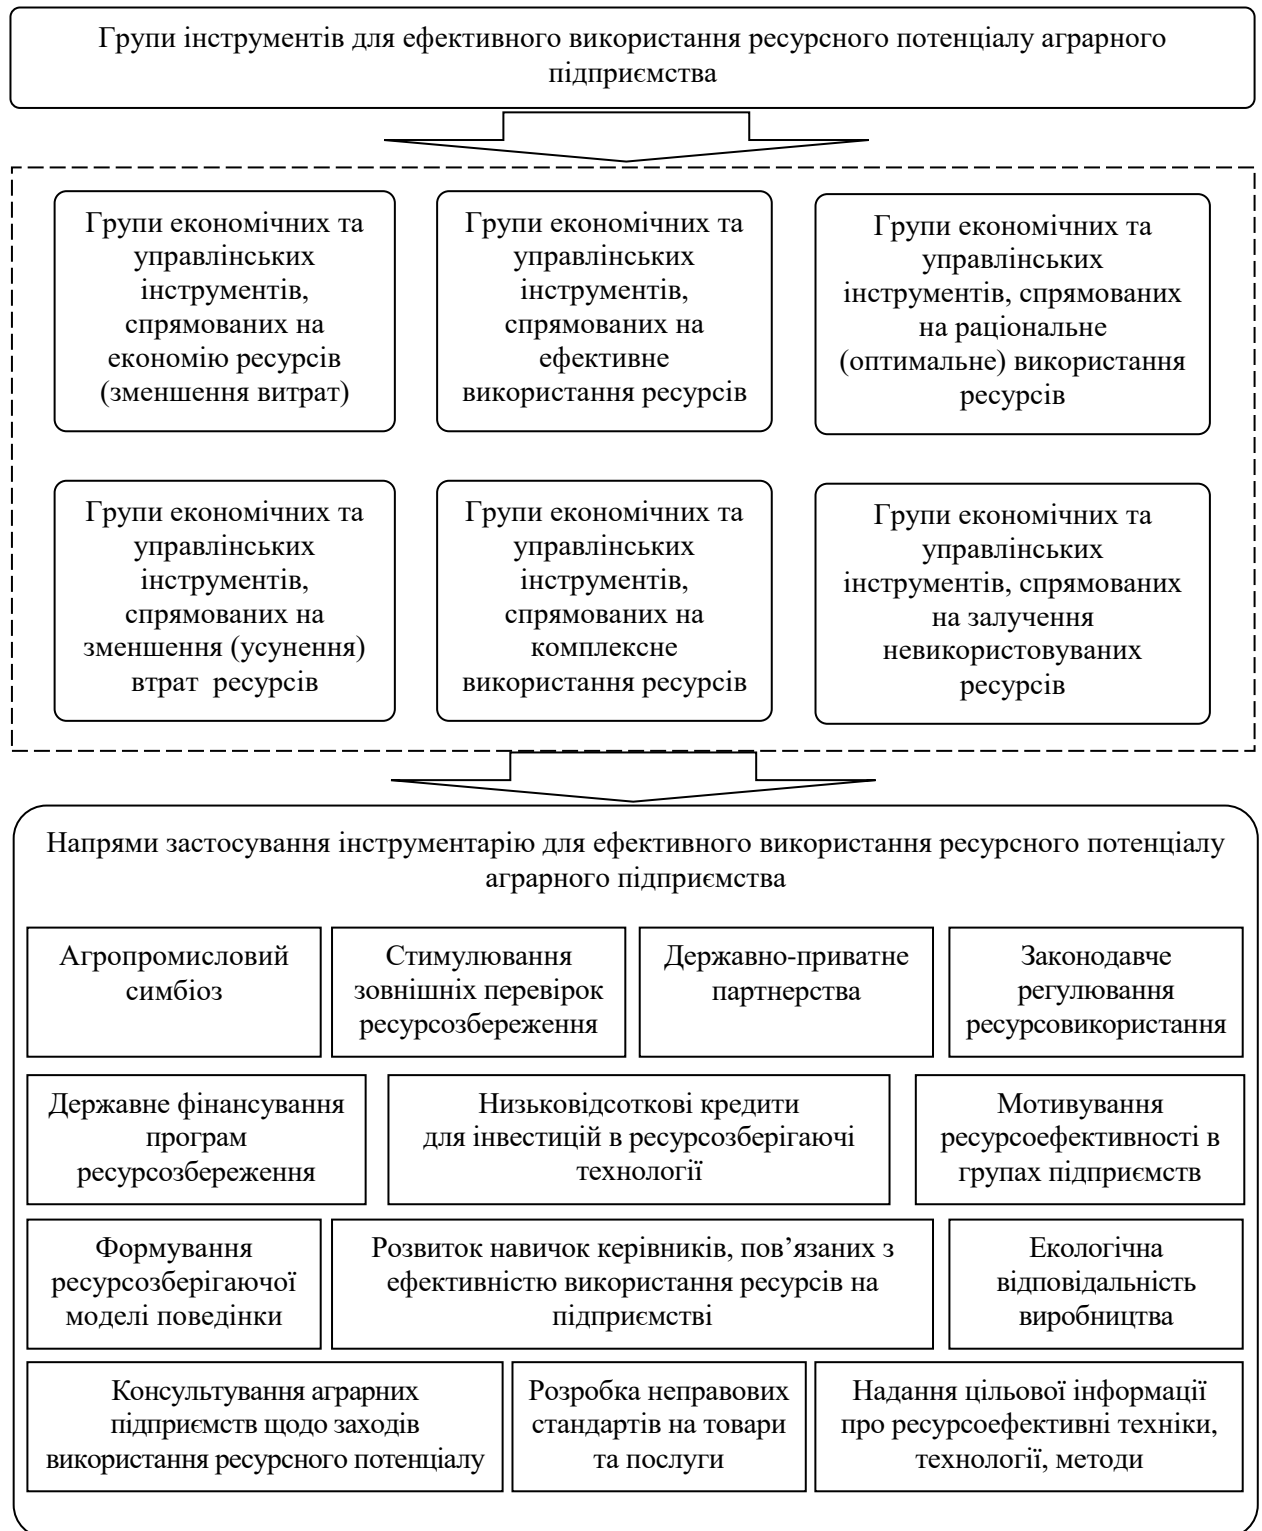 Групи інструментів для ефективного використання ресурсного потенціалу аграрного
підприємства
Групи економічних та
управлінських
інструментів,
спрямованих на
економію ресурсів
(зменшення витрат)
Групи економічних та
управлінських
інструментів,
спрямованих на
ефективне
використання ресурсів
Групи економічних та
управлінських
інструментів, спрямованих
на раціональне
(оптимальне) використання
ресурсів
Групи економічних та
управлінських
інструментів,
спрямованих на
зменшення (усунення)
втрат ресурсів
Групи економічних та
управлінських
інструментів,
спрямованих на
комплексне
використання ресурсів
Групи економічних та
управлінських
інструментів, спрямованих
на залучення
невикористовуваних
ресурсів
Напрями застосування інструментарію для ефективного використання ресурсного потенціалу
аграрного підприємства
Агропромисловий
симбіоз
Стимулювання
зовнішніх перевірок
ресурсозбереження
Державно-приватне
партнерства
Законодавче
регулювання
ресурсовикористання
Державне фінансування
програм
ресурсозбереження
Низьковідсоткові кредити
для інвестицій в ресурсозберігаючі
технології
Мотивування
ресурсоефективності в
групах підприємств
Формування
ресурсозберігаючої
моделі поведінки
Розвиток навичок керівників, пов’язаних з
ефективністю використання ресурсів на
підприємстві
Екологічна
відповідальність
виробництва
Консультування аграрних
підприємств щодо заходів
використання ресурсного потенціалу
Розробка неправових
стандартів на товари
та послуги
Надання цільової інформації
про ресурсоефективні техніки,
технології, методи